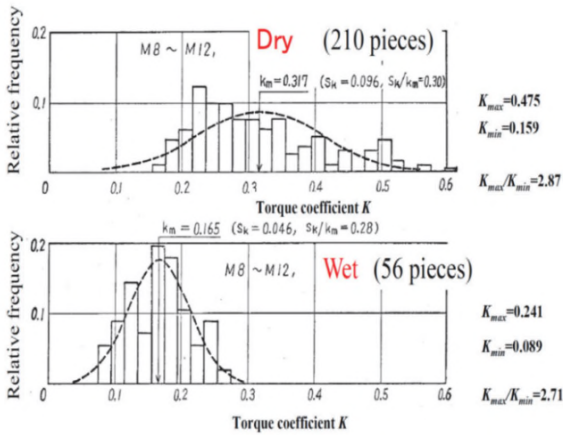 Relative frequency
0.2
0.1
M8 ~ M12, Dry (210 pieces)
km=0.317 (Sk=0.096, Sk/km=0.30)
Kmax=0.475
Kmin=0.159
Kmax/Kmin=2.87
0 0.1 0.2 0.3 0.4 0.5 0.6
Torque coefficient K
km=0.165 (Sk=0.046, Sk/km=0.28)
Relative frequency
0.2
0.1
M8 ~ M12, Wet (56 pieces)
Kmax=0.241
Kmin=0.089
Kmax/Kmin=2.71
0 0.1 0.2 0.3 0.4 0.5 0.6
Torque coefficient K